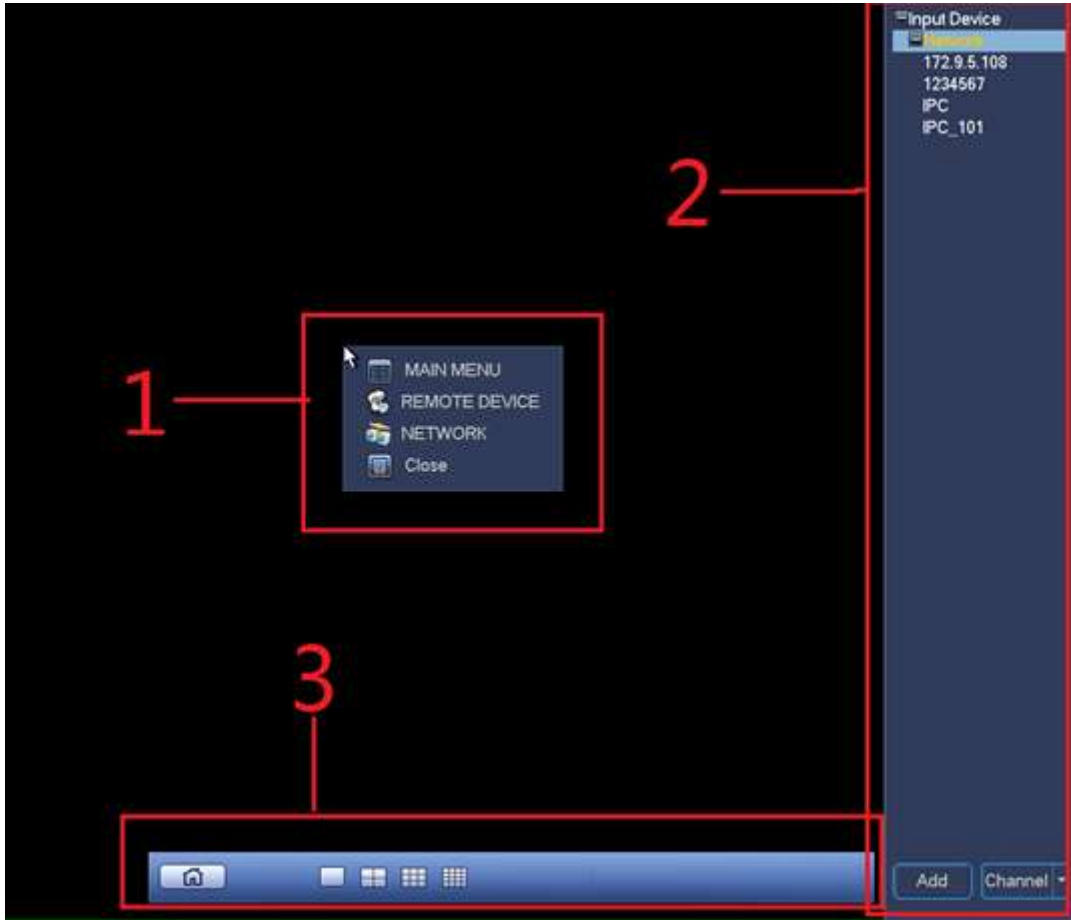 Input Device
Network
172.9.5.108
1234567
IPC
IPC_101
2
1
MAIN MENU
REMOTE DEVICE
NETWORK
Close
3
Add
Channel